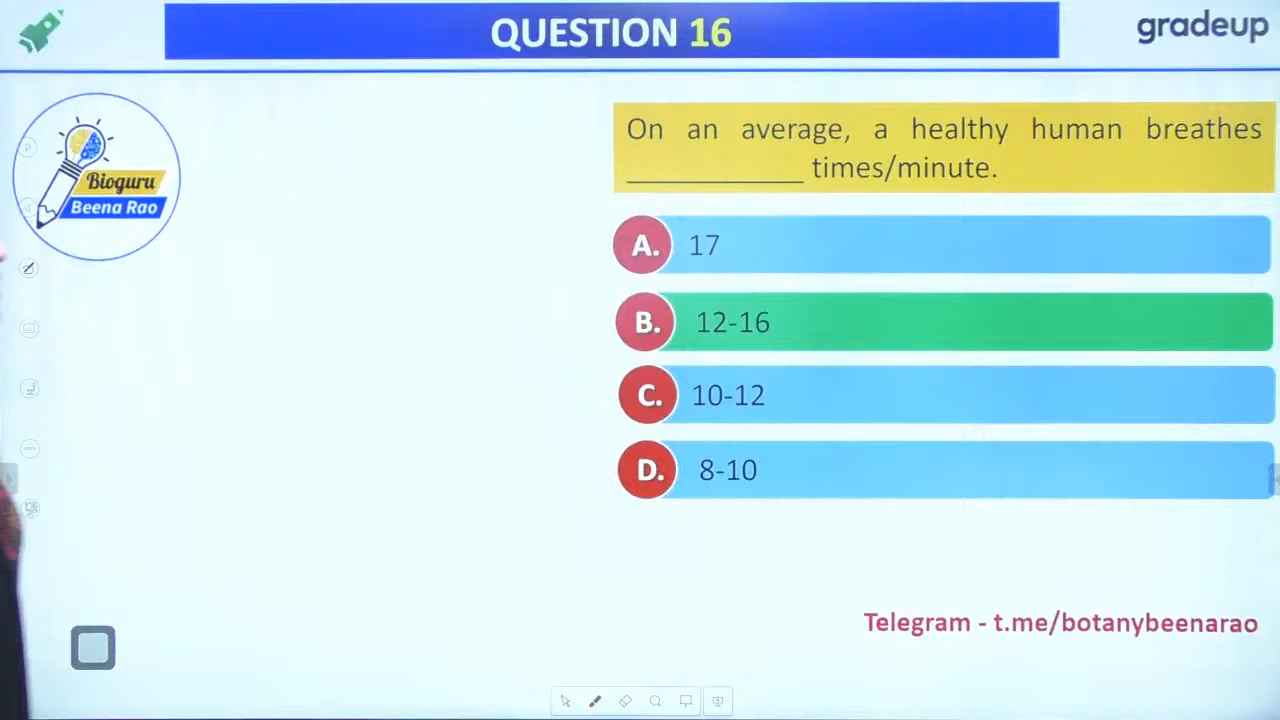 QUESTION 16
gradeup
Bioguru
Beena Rao
On an average, a healthy human breathes
___________ times/minute.
A. 17
B. 12-16
C. 10-12
D. 8-10
Telegram - t.me/botanybeenarao